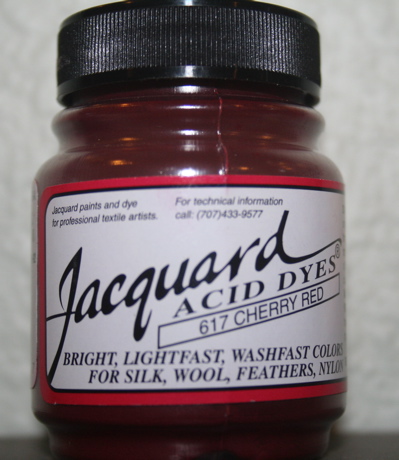 Jacquard paints and dye
for professional textile artists.
For technical information
call: (707)433-9577
Jacquard®
ACID DYES
617 CHERRY RED
BRIGHT, LIGHTFAST, WASHFAST COLORS
FOR SILK, WOOL, FEATHERS, NYLON